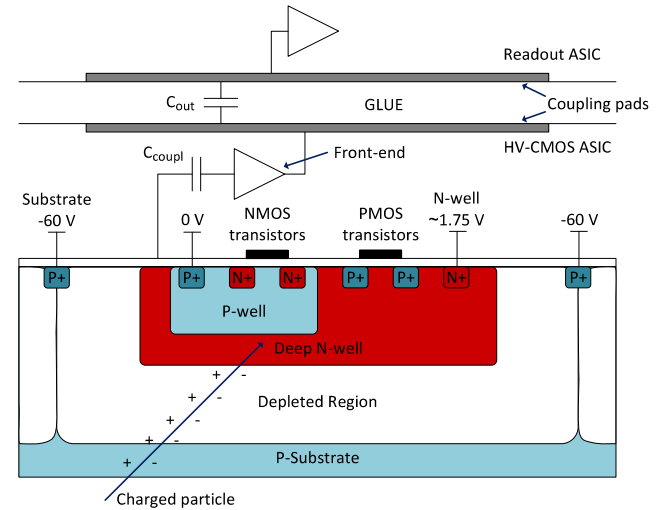 Readout ASIC
Cout
GLUE
Coupling pads
HV-CMOS ASIC
Ccoupl
Front-end
Substrate
-60 V
0 V
NMOS
transistors
PMOS
transistors
N-well
~1.75 V
-60 V
P+
P+
N+
N+
P+
P+
N+
P+
P-well
Deep N-well
+ -
+ -
Depleted Region
+ -
+ -
P-Substrate
+ -
Charged particle